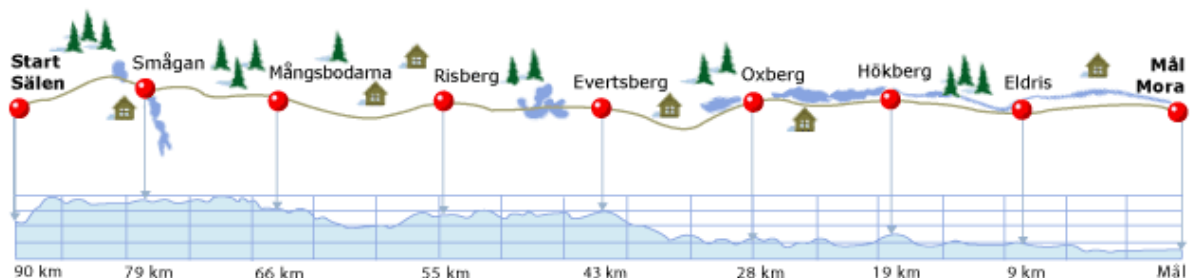 Start
Sälen
Smågan
Mångsbodarna
Risberg
Evertsberg
Oxberg
Hökberg
Eldris
Mål
Mora
90 km
79 km
66 km
55 km
43 km
28 km
19 km
9 km
Mål